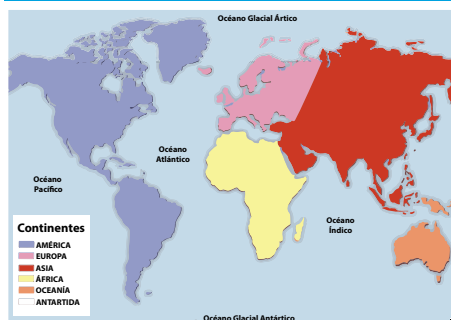 Océano Glacial Ártico
Océano
Atlántico
Océano
Pacífico
Océano
Índico
Continentes
AMÉRICA
EUROPA
ASIA
ÁFRICA
OCEANÍA
ANTARTIDA
Océano Glacial Antártico